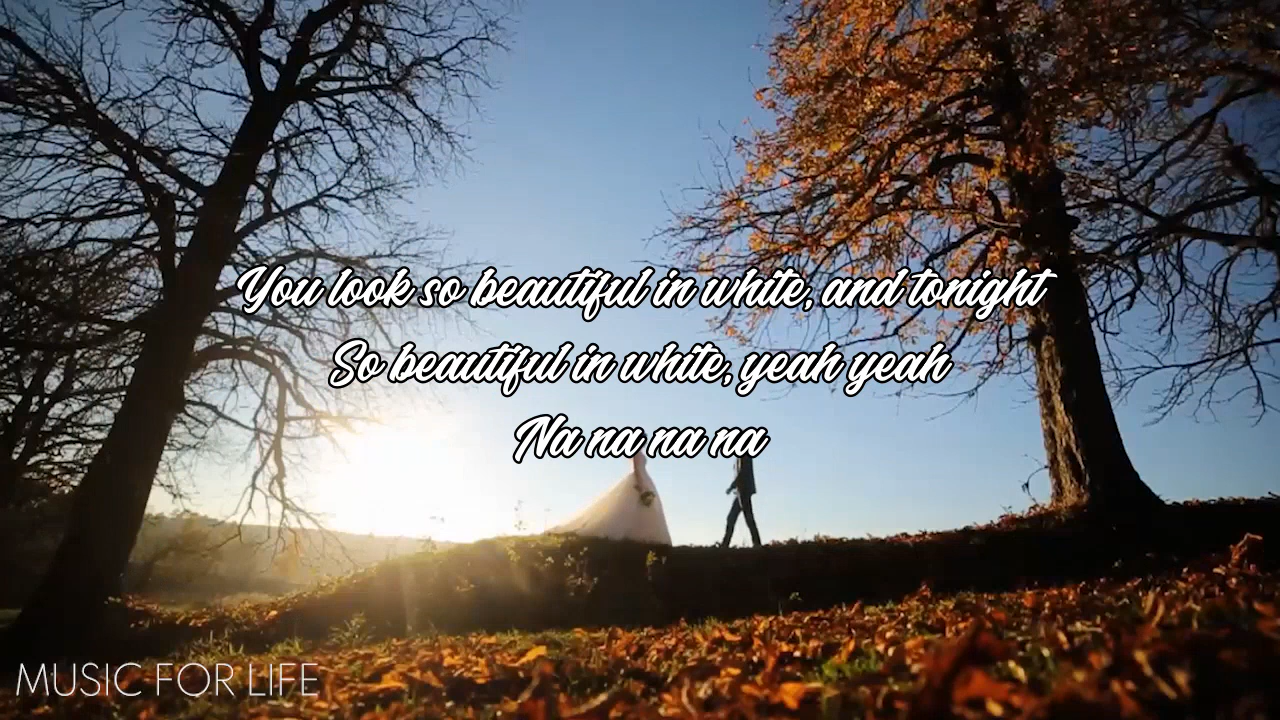 You look so beautiful in white, and tonight
So beautiful in white, yeah yeah
Na na na na
MUSIC FOR LIFE